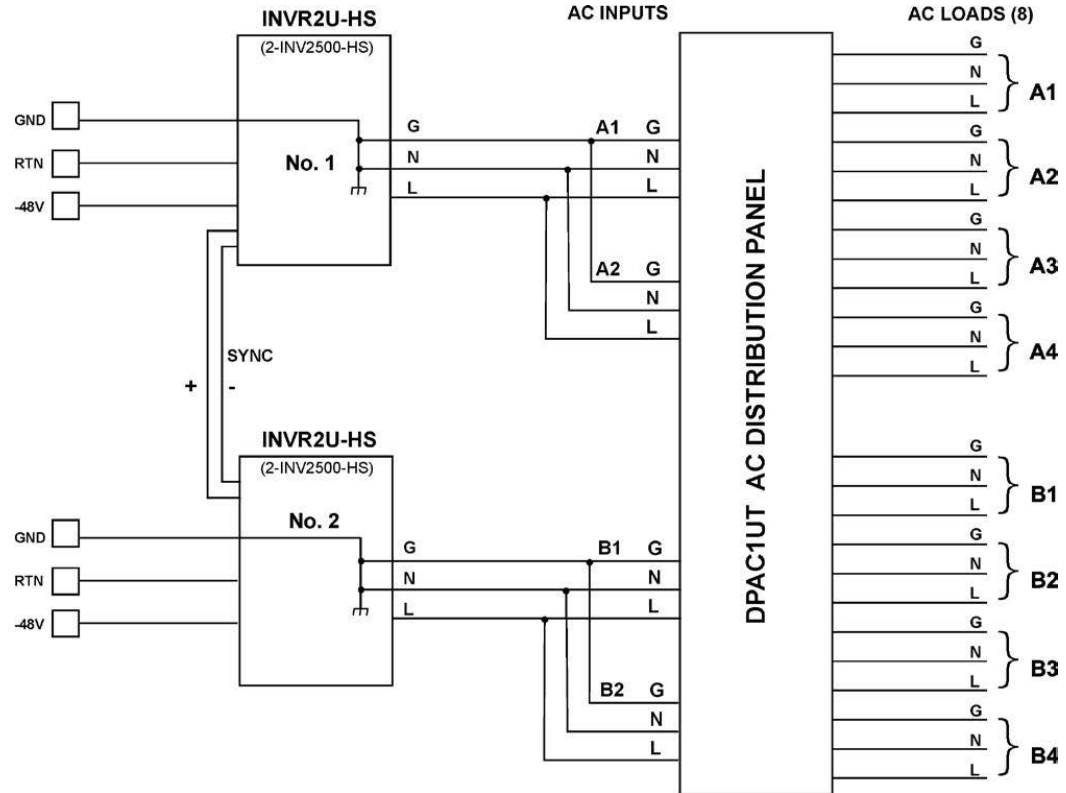 INVR2U-HS
(2-INV2500-HS)
AC INPUTS
AC LOADS (8)
GND
RTN
-48V
No. 1
G
N
L
A1 G
N
L
A2 G
N
L
SYNC
+ -
INVR2U-HS
(2-INV2500-HS)
GND
RTN
-48V
No. 2
G
N
L
B1 G
N
L
B2 G
N
L
DPAC1UT AC DISTRIBUTION PANEL
G
N
L
A1
G
N
L
A2
G
N
L
A3
G
N
L
A4
G
N
L
B1
G
N
L
B2
G
N
L
B3
G
N
L
B4